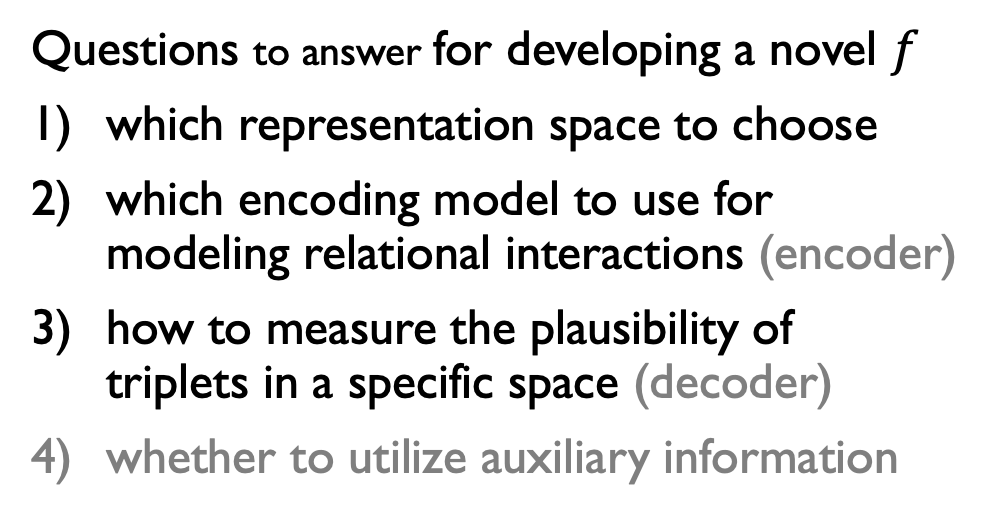 Questions to answer for developing a novel f
1) which representation space to choose
2) which encoding model to use for
modeling relational interactions (encoder)
3) how to measure the plausibility of
triplets in a specific space (decoder)
4) whether to utilize auxiliary information